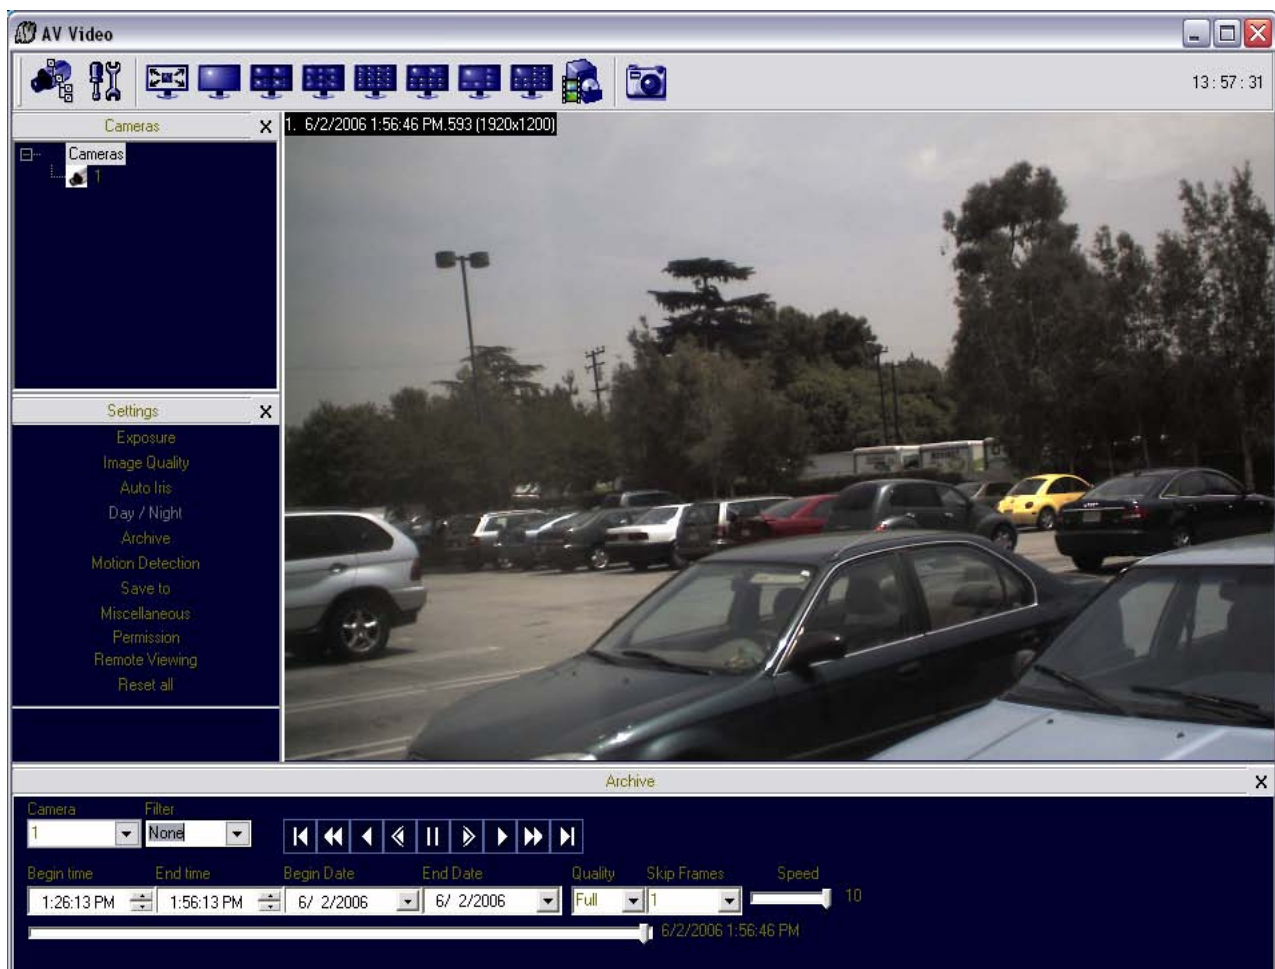 AV Video
13 : 57 : 31
Cameras
Cameras
1
1. 6/2/2006 1:56:46 PM.593 (1920x1200)
Settings
Exposure
Image Quality
Auto Iris
Day / Night
Archive
Motion Detection
Save to
Miscellaneous
Permission
Remote Viewing
Reset all
Archive
Camera Filter
1 None
Begin time End time Begin Date End Date Quality Skip Frames Speed
1:26:13 PM 1:56:13 PM 6/ 2/2006 6/ 2/2006 Full 1 10
6/2/2006 1:56:46 PM